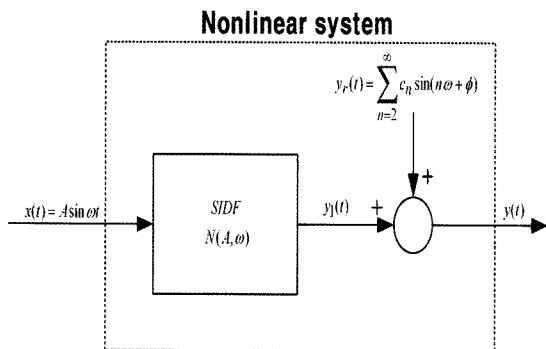 Nonlinear system
y_r(t) = ∑_{n=2}^{∞} c_n sin(nω + ϕ)
+
x(t) = A sin ωt
SIDF
N(A,ω)
y_1(t)
+
y(t)